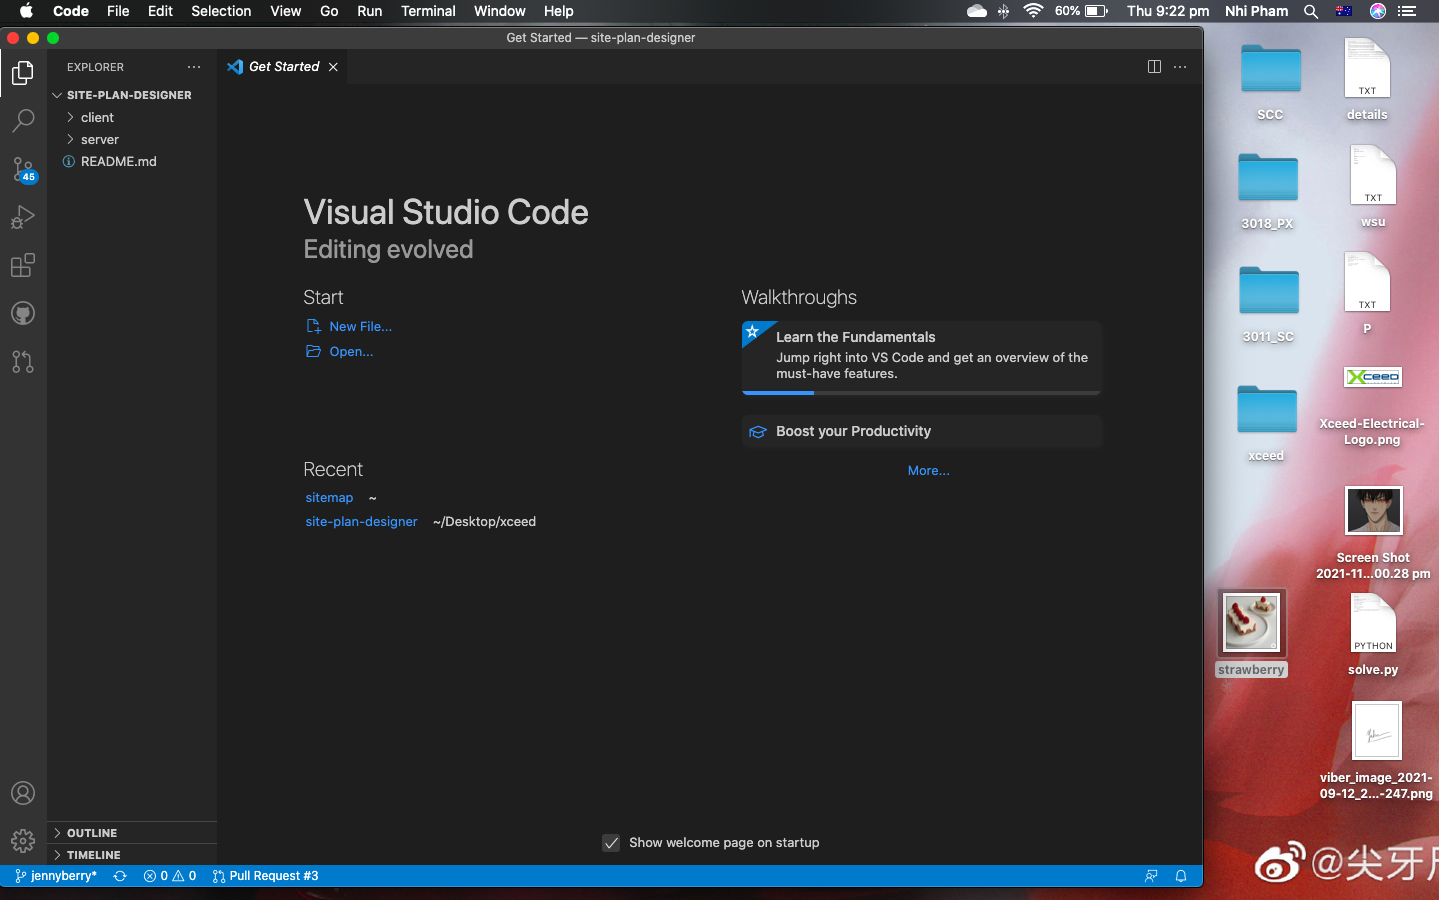 Code File Edit Selection View Go Run Terminal Window Help 60% Thu 9:22 pm Nhi Pham
Get Started — site-plan-designer
EXPLORER
Get Started
SITE-PLAN-DESIGNER
client
server
README.md
45
Visual Studio Code
Editing evolved
Start
New File...
Open...
Recent
sitemap ~
site-plan-designer ~/Desktop/xceed
Walkthroughs
Learn the Fundamentals
Jump right into VS Code and get an overview of the
must-have features.
Boost your Productivity
More...
Show welcome page on startup
OUTLINE
TIMELINE
jennyberry* 0 0 Pull Request #3
SCC
TXT
details
3018_PX
TXT
wsu
3011_SC
TXT
P
xceed
XCEED
Xceed-Electrical-
Logo.png
Screen Shot
2021-11...00.28 pm
strawberry
PYTHON
solve.py
viber_image_2021-
09-12_2...-247.png
@尖牙